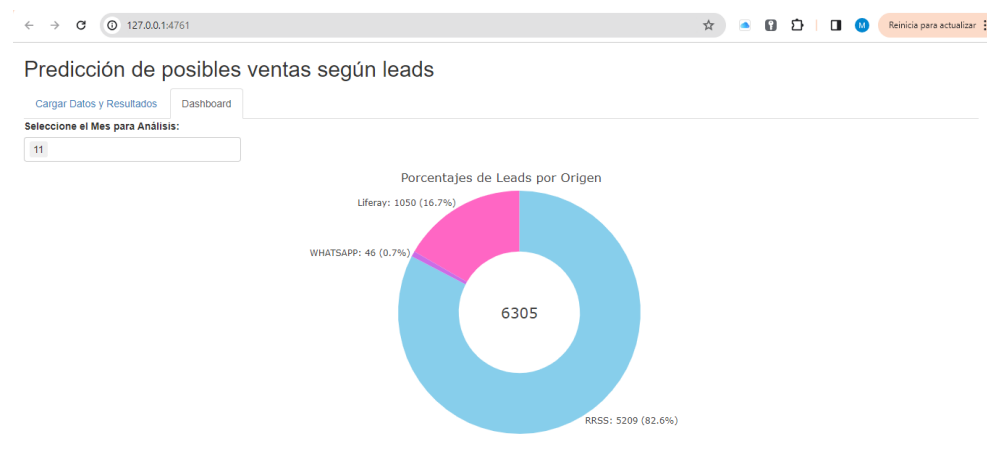 127.0.0.1:4761
M
Reinicia para actualizar
Predicción de posibles ventas según leads
Cargar Datos y Resultados
Dashboard
Seleccione el Mes para Análisis:
11
Porcentajes de Leads por Origen
Liferay: 1050 (16.7%)
WHATSAPP: 46 (0.7%)
6305
RRSS: 5209 (82.6%)